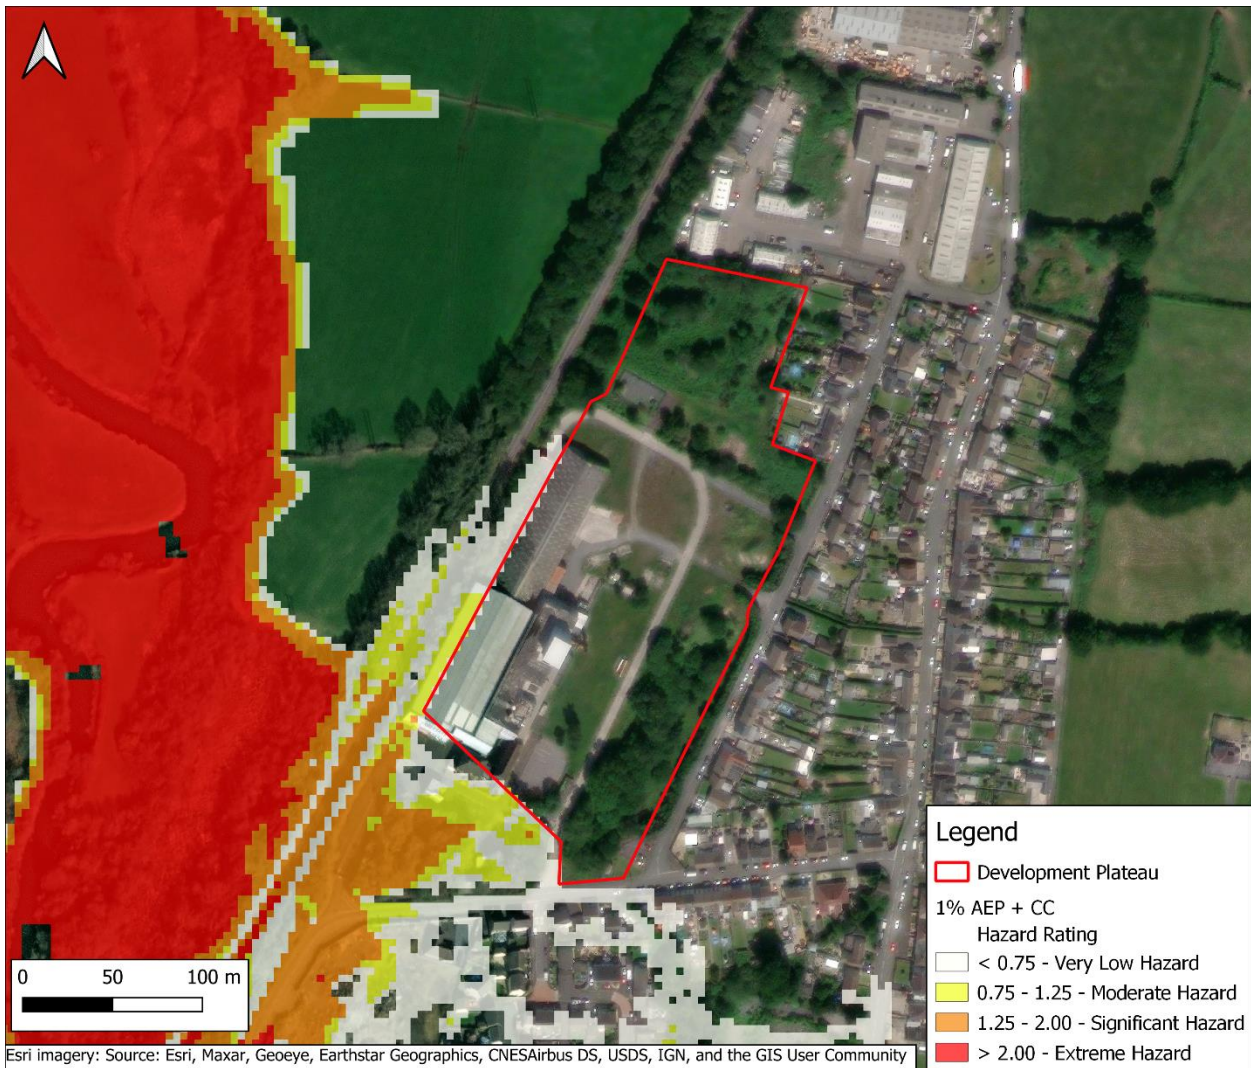 Legend
Development Plateau
1% AEP + CC
Hazard Rating
< 0.75 - Very Low Hazard
0.75 - 1.25 - Moderate Hazard
1.25 - 2.00 - Significant Hazard
> 2.00 - Extreme Hazard
0 50 100 m
Esri imagery: Source: Esri, Maxar, Geoeye, Earthstar Geographics, CNESAirbus DS, USDS, IGN, and the GIS User Community